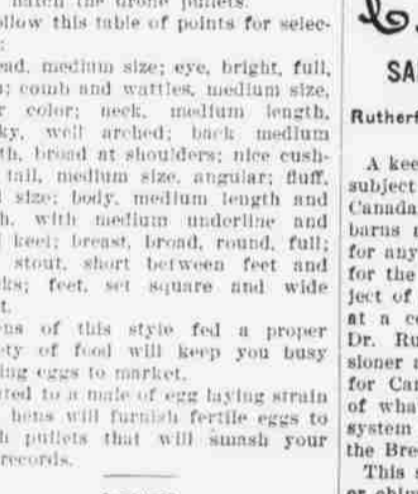 hatch the drone pullets.
ollow this table of points for selec-
:
ead, medium size; eye, bright, full,
; comb and wattles, medium size,
r color; neck, medium length,
ky, well arched; back medium
th, broad at shoulders; nice cush-
tail, medium size, angular; fluff,
size; body, medium length and
h, with medium underline and
keel; breast, broad, round, full;
stout, short between feet and
ks; feet, set square and wide
t.
ns of this style fed a proper
ety of food will keep you busy
ing eggs to market.
ted to a male of egg laying strain
hens will furnish fertile eggs to
h pullets that will smash your
records.
SA
Rutherf
A kee
subject
Canada
barns
for any
for the
ject of
at a c
Dr. Ru
sioner a
for Can
of wha
system
the Bre
This s